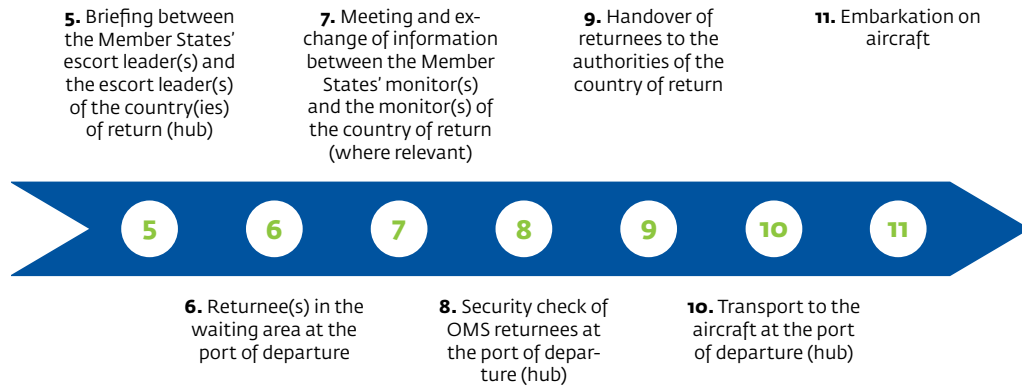 5. Briefing between
the Member States'
escort leader(s) and
the escort leader(s)
of the country(ies)
of return (hub)
7. Meeting and ex-
change of information
between the Member
States' monitor(s)
and the monitor(s) of
the country of return
(where relevant)
9. Handover of
returnees to the
authorities of the
country of return
11. Embarkation on
aircraft
5
6
7
8
9
10
11
6. Returnee(s) in the
waiting area at the
port of departure
8. Security check of
OMS returnees at
the port of depar-
ture (hub)
10. Transport to the
aircraft at the port
of departure (hub)